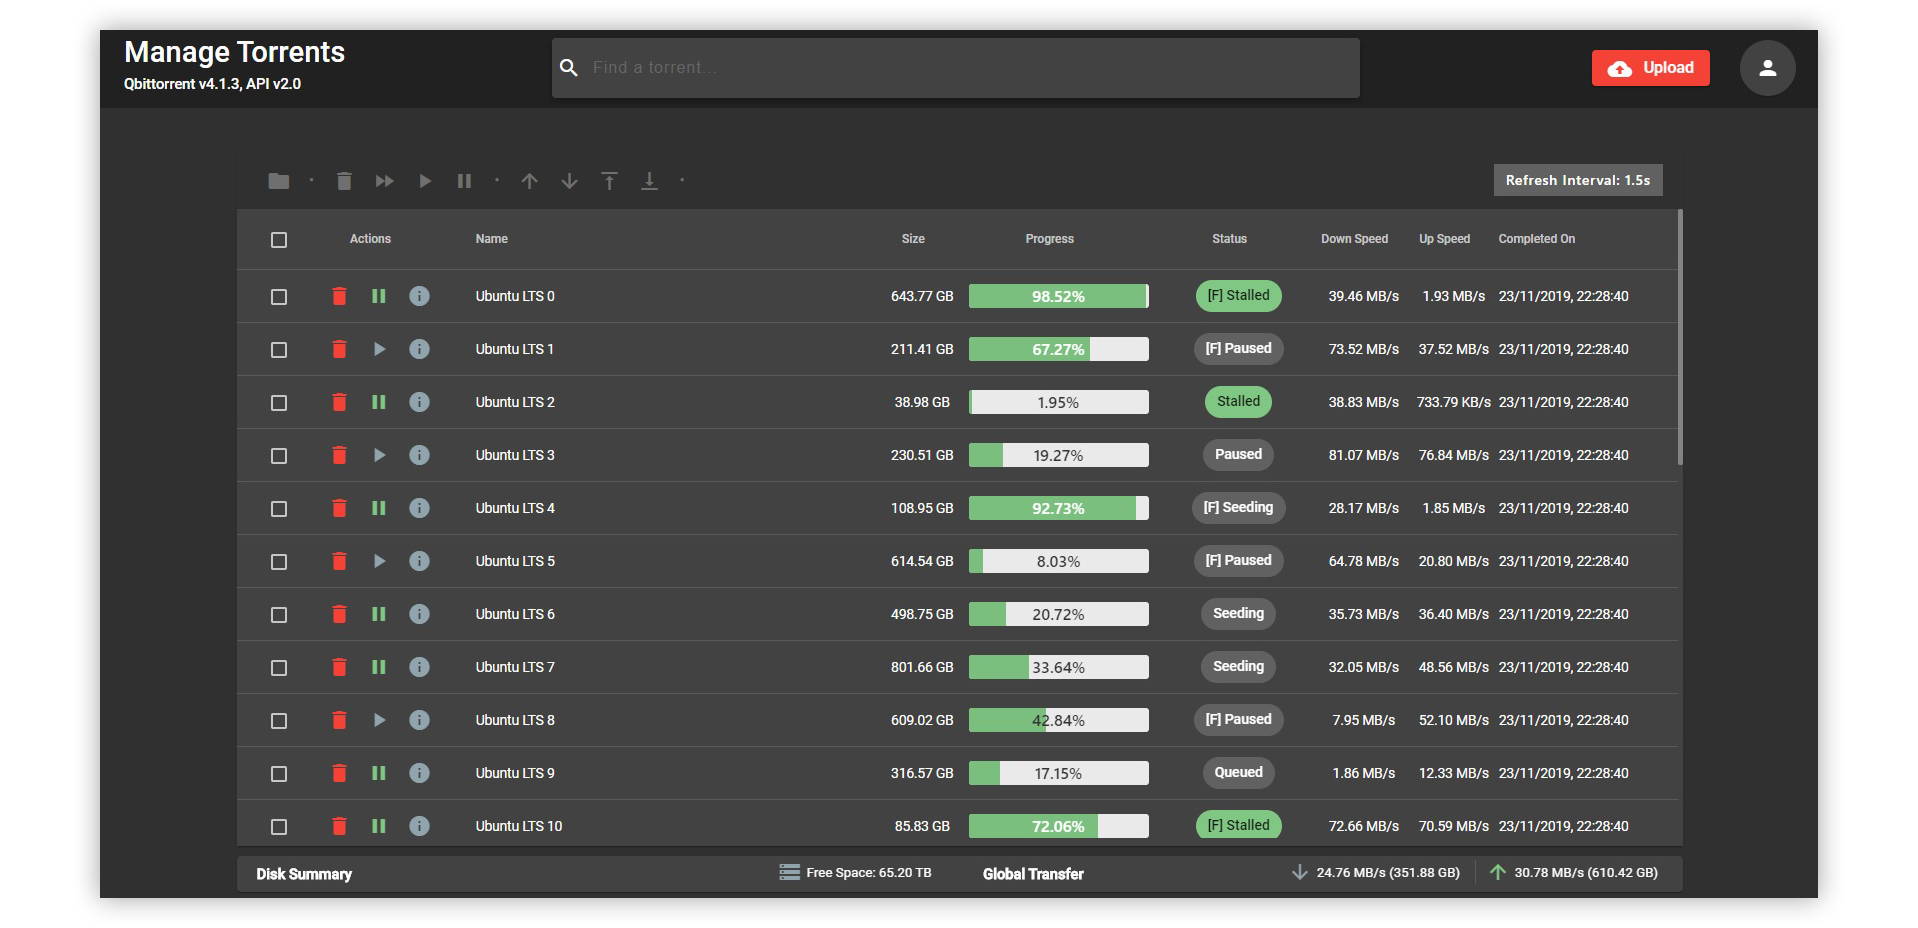 Manage Torrents
Qbittorrent v4.1.3, API v2.0
Find a torrent...
Upload
Refresh Interval: 1.5s
Actions Name Size Progress Status Down Speed Up Speed Completed On
Ubuntu LTS 0 643.77 GB 98.52% [F] Stalled 39.46 MB/s 1.93 MB/s 23/11/2019, 22:28:40
Ubuntu LTS 1 211.41 GB 67.27% [F] Paused 73.52 MB/s 37.52 MB/s 23/11/2019, 22:28:40
Ubuntu LTS 2 38.98 GB 1.95% Stalled 38.83 MB/s 733.79 KB/s 23/11/2019, 22:28:40
Ubuntu LTS 3 230.51 GB 19.27% Paused 81.07 MB/s 76.84 MB/s 23/11/2019, 22:28:40
Ubuntu LTS 4 108.95 GB 92.73% [F] Seeding 28.17 MB/s 1.85 MB/s 23/11/2019, 22:28:40
Ubuntu LTS 5 614.54 GB 8.03% [F] Paused 64.78 MB/s 20.80 MB/s 23/11/2019, 22:28:40
Ubuntu LTS 6 498.75 GB 20.72% Seeding 35.73 MB/s 36.40 MB/s 23/11/2019, 22:28:40
Ubuntu LTS 7 801.66 GB 33.64% Seeding 32.05 MB/s 48.56 MB/s 23/11/2019, 22:28:40
Ubuntu LTS 8 609.02 GB 42.84% [F] Paused 7.95 MB/s 52.10 MB/s 23/11/2019, 22:28:40
Ubuntu LTS 9 316.57 GB 17.15% Queued 1.86 MB/s 12.33 MB/s 23/11/2019, 22:28:40
Ubuntu LTS 10 85.83 GB 72.06% [F] Stalled 72.66 MB/s 70.59 MB/s 23/11/2019, 22:28:40
Disk Summary Free Space: 65.20 TB Global Transfer 24.76 MB/s (351.88 GB) 30.78 MB/s (610.42 GB)